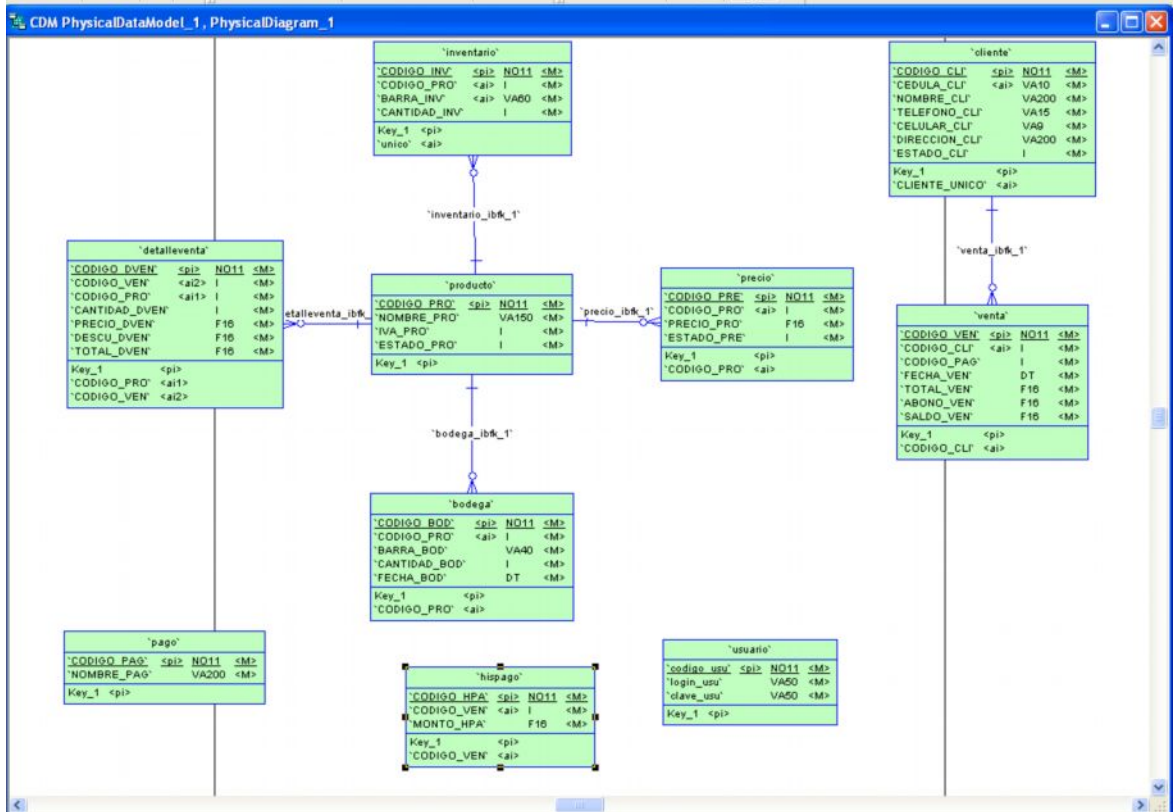 CDM PhysicalDataModel_1, PhysicalDiagram_1
`inventario`
`CODIGO_INV` <pi> NO11 <M>
`CODIGO_PRO` <ai> I <M>
`BARRA_INV` <ai> VA60 <M>
`CANTIDAD_INV` I <M>
Key_1 <pi>
`unico` <ai>
`cliente`
`CODIGO_CLI` <pi> NO11 <M>
`CEDULA_CLI` <ai> VA10 <M>
`NOMBRE_CLI` VA200 <M>
`TELEFONO_CLI` VA15 <M>
`CELULAR_CLI` VA9 <M>
`DIRECCION_CLI` VA200 <M>
`ESTADO_CLI` I <M>
Key_1 <pi>
`CLIENTE_UNICO` <ai>
`inventario_ibfk_1`
`venta_ibfk_1`
`detalleventa`
`CODIGO_DVEN` <pi> NO11 <M>
`CODIGO_VEN` <ai2> I <M>
`CODIGO_PRO` <ai1> I <M>
`CANTIDAD_DVEN` I <M>
`PRECIO_DVEN` F16 <M>
`DESCU_DVEN` F16 <M>
`TOTAL_DVEN` F16 <M>
Key_1 <pi>
`CODIGO_PRO` <ai1>
`CODIGO_VEN` <ai2>
etalleventa_ibfk_
`producto`
`CODIGO_PRO` <pi> NO11 <M>
`NOMBRE_PRO` VA150 <M>
`IVA_PRO` I <M>
`ESTADO_PRO` I <M>
Key_1 <pi>
`precio_ibfk_1`
`precio`
`CODIGO_PRE` <pi> NO11 <M>
`CODIGO_PRO` <ai> I <M>
`PRECIO_PRO` F16 <M>
`ESTADO_PRE` I <M>
Key_1 <pi>
`CODIGO_PRO` <ai>
`venta`
`CODIGO_VEN` <pi> NO11 <M>
`CODIGO_CLI` <ai> I <M>
`CODIGO_PAG` I <M>
`FECHA_VEN` DT <M>
`TOTAL_VEN` F16 <M>
`ABONO_VEN` F16 <M>
`SALDO_VEN` F16 <M>
Key_1 <pi>
`CODIGO_CLI` <ai>
`bodega_ibfk_1`
`bodega`
`CODIGO_BOD` <pi> NO11 <M>
`CODIGO_PRO` <ai> I <M>
`BARRA_BOD` VA40 <M>
`CANTIDAD_BOD` I <M>
`FECHA_BOD` DT <M>
Key_1 <pi>
`CODIGO_PRO` <ai>
`pago`
`CODIGO_PAG` <pi> NO11 <M>
`NOMBRE_PAG` VA200 <M>
Key_1 <pi>
`hispago`
`CODIGO_HPA` <pi> NO11 <M>
`CODIGO_VEN` <ai> I <M>
`MONTO_HPA` F16 <M>
Key_1 <pi>
`CODIGO_VEN` <ai>
`usuario`
`codigo_usu` <pi> NO11 <M>
`login_usu` VA50 <M>
`clave_usu` VA50 <M>
Key_1 <pi>